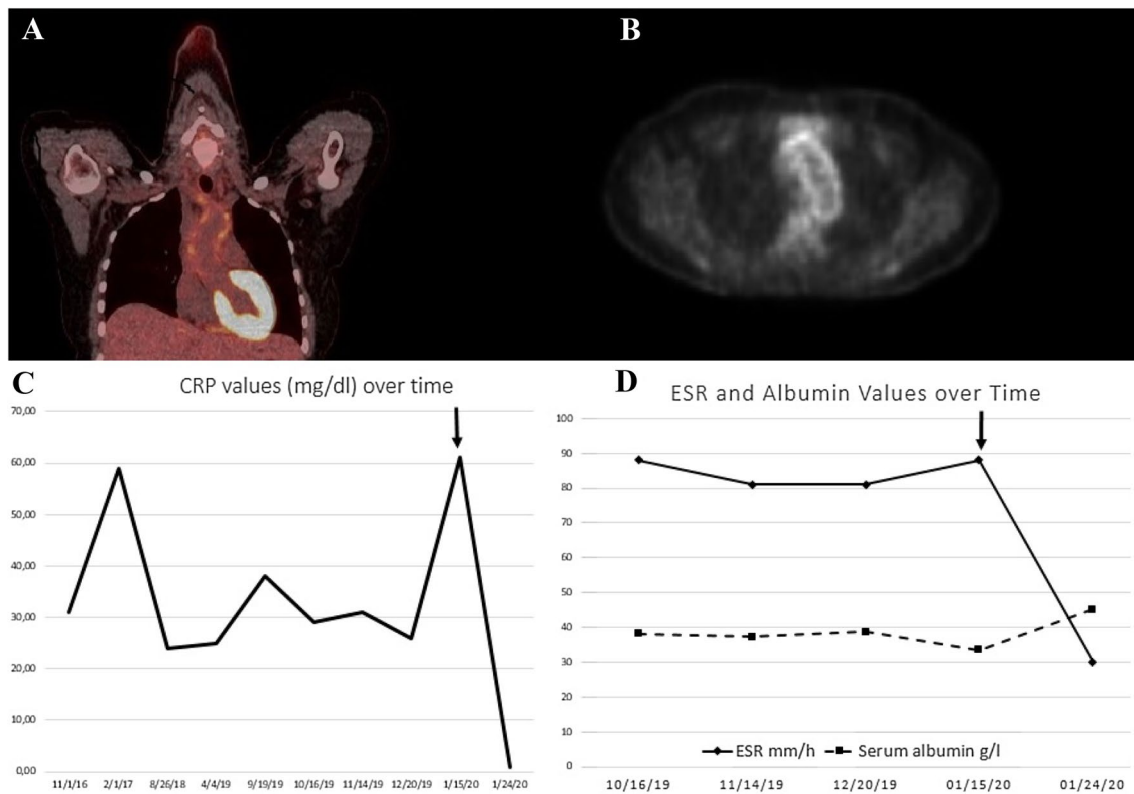 A
B
C
CRP values (mg/dl) over time
70,00
60,00
50,00
40,00
30,00
20,00
10,00
0,00
11/1/16 2/1/17 8/26/18 4/4/19 9/19/19 10/16/19 11/14/19 12/20/19 1/15/20 1/24/20
D
ESR and Albumin Values over Time
100
90
80
70
60
50
40
30
20
10
0
ESR mm/h Serum albumin g/l
10/16/19 11/14/19 12/20/19 01/15/20 01/24/20